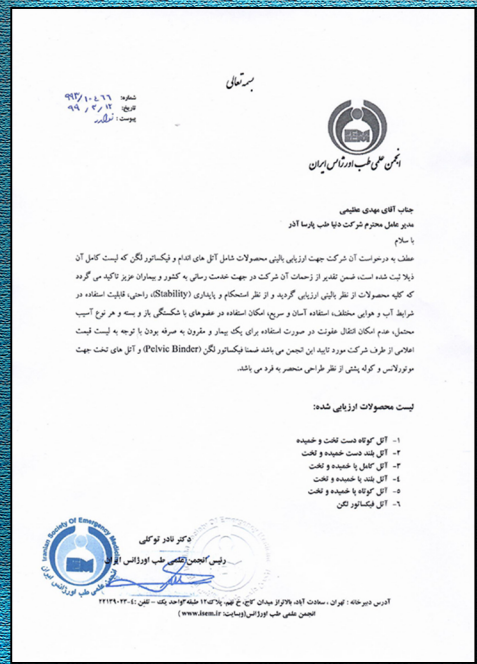 بسمه تعالی
شماره: ۹۹۳/۱۰۴۶۶
تاریخ: ۹۹/۳/۱۲
پیوست: ندارد
انجمن علمی طب اورژانس ایران
جناب آقای مهدی عظیمی
مدیر عامل محترم شرکت دنیا طب پارسا آذر
با سلام
عطف به درخواست آن شرکت جهت ارزیابی بالینی محصولات شامل آتل های اندام و فیکساتور لگن که لیست کامل آن
ذیلا ثبت شده است، ضمن تقدیر از زحمات آن شرکت در جهت خدمت رسانی به کشور و بیماران عزیز تاکید می گردد
که کلیه محصولات از نظر بالینی ارزیابی گردید و از نظر استحکام و پایداری (Stability)، راحتی، قابلیت استفاده در
شرایط آب و هوایی مختلف، استفاده آسان و سریع، استفاده در عضوهای با شکستگی باز و بسته و هر نوع آسیب
محتمل، عدم امکان انتقال عفونت در صورت استفاده برای یک بیمار و مقرون به صرفه بودن با توجه به لیست قیمت
اعلامی از طرف شرکت مورد تایید این انجمن می باشد ضمنا فیکساتور لگن (Pelvic Binder) و آتل های تخت جهت
موتورلانس و کوله پشتی از نظر طراحی منحصر به فرد می باشد.
لیست محصولات ارزیابی شده:
۱- آتل کوتاه دست تخت و خمیده
۲- آتل بلند دست خمیده و تخت
۳- آتل کامل پا خمیده و تخت
۴- آتل بلند پا خمیده و تخت
۵- آتل کوتاه پا خمیده و تخت
۶- آتل فیکساتور لگن
دکتر نادر توکلی
رئیس انجمن علمی طب اورژانس ایران
Iranian Society Of Emergency Medicine
انجمن علمی طب اورژانس ایران
آدرس دبیرخانه : تهران ، سعادت آباد، بالاتراز میدان کاج، خ نهم، پلاک ۱۲ طبقه ۲واحد یک - تلفن :۴-۲۲۱۳۹۰۲۳
انجمن علمی طب اورژانس(وبسایت: www.isem.ir)